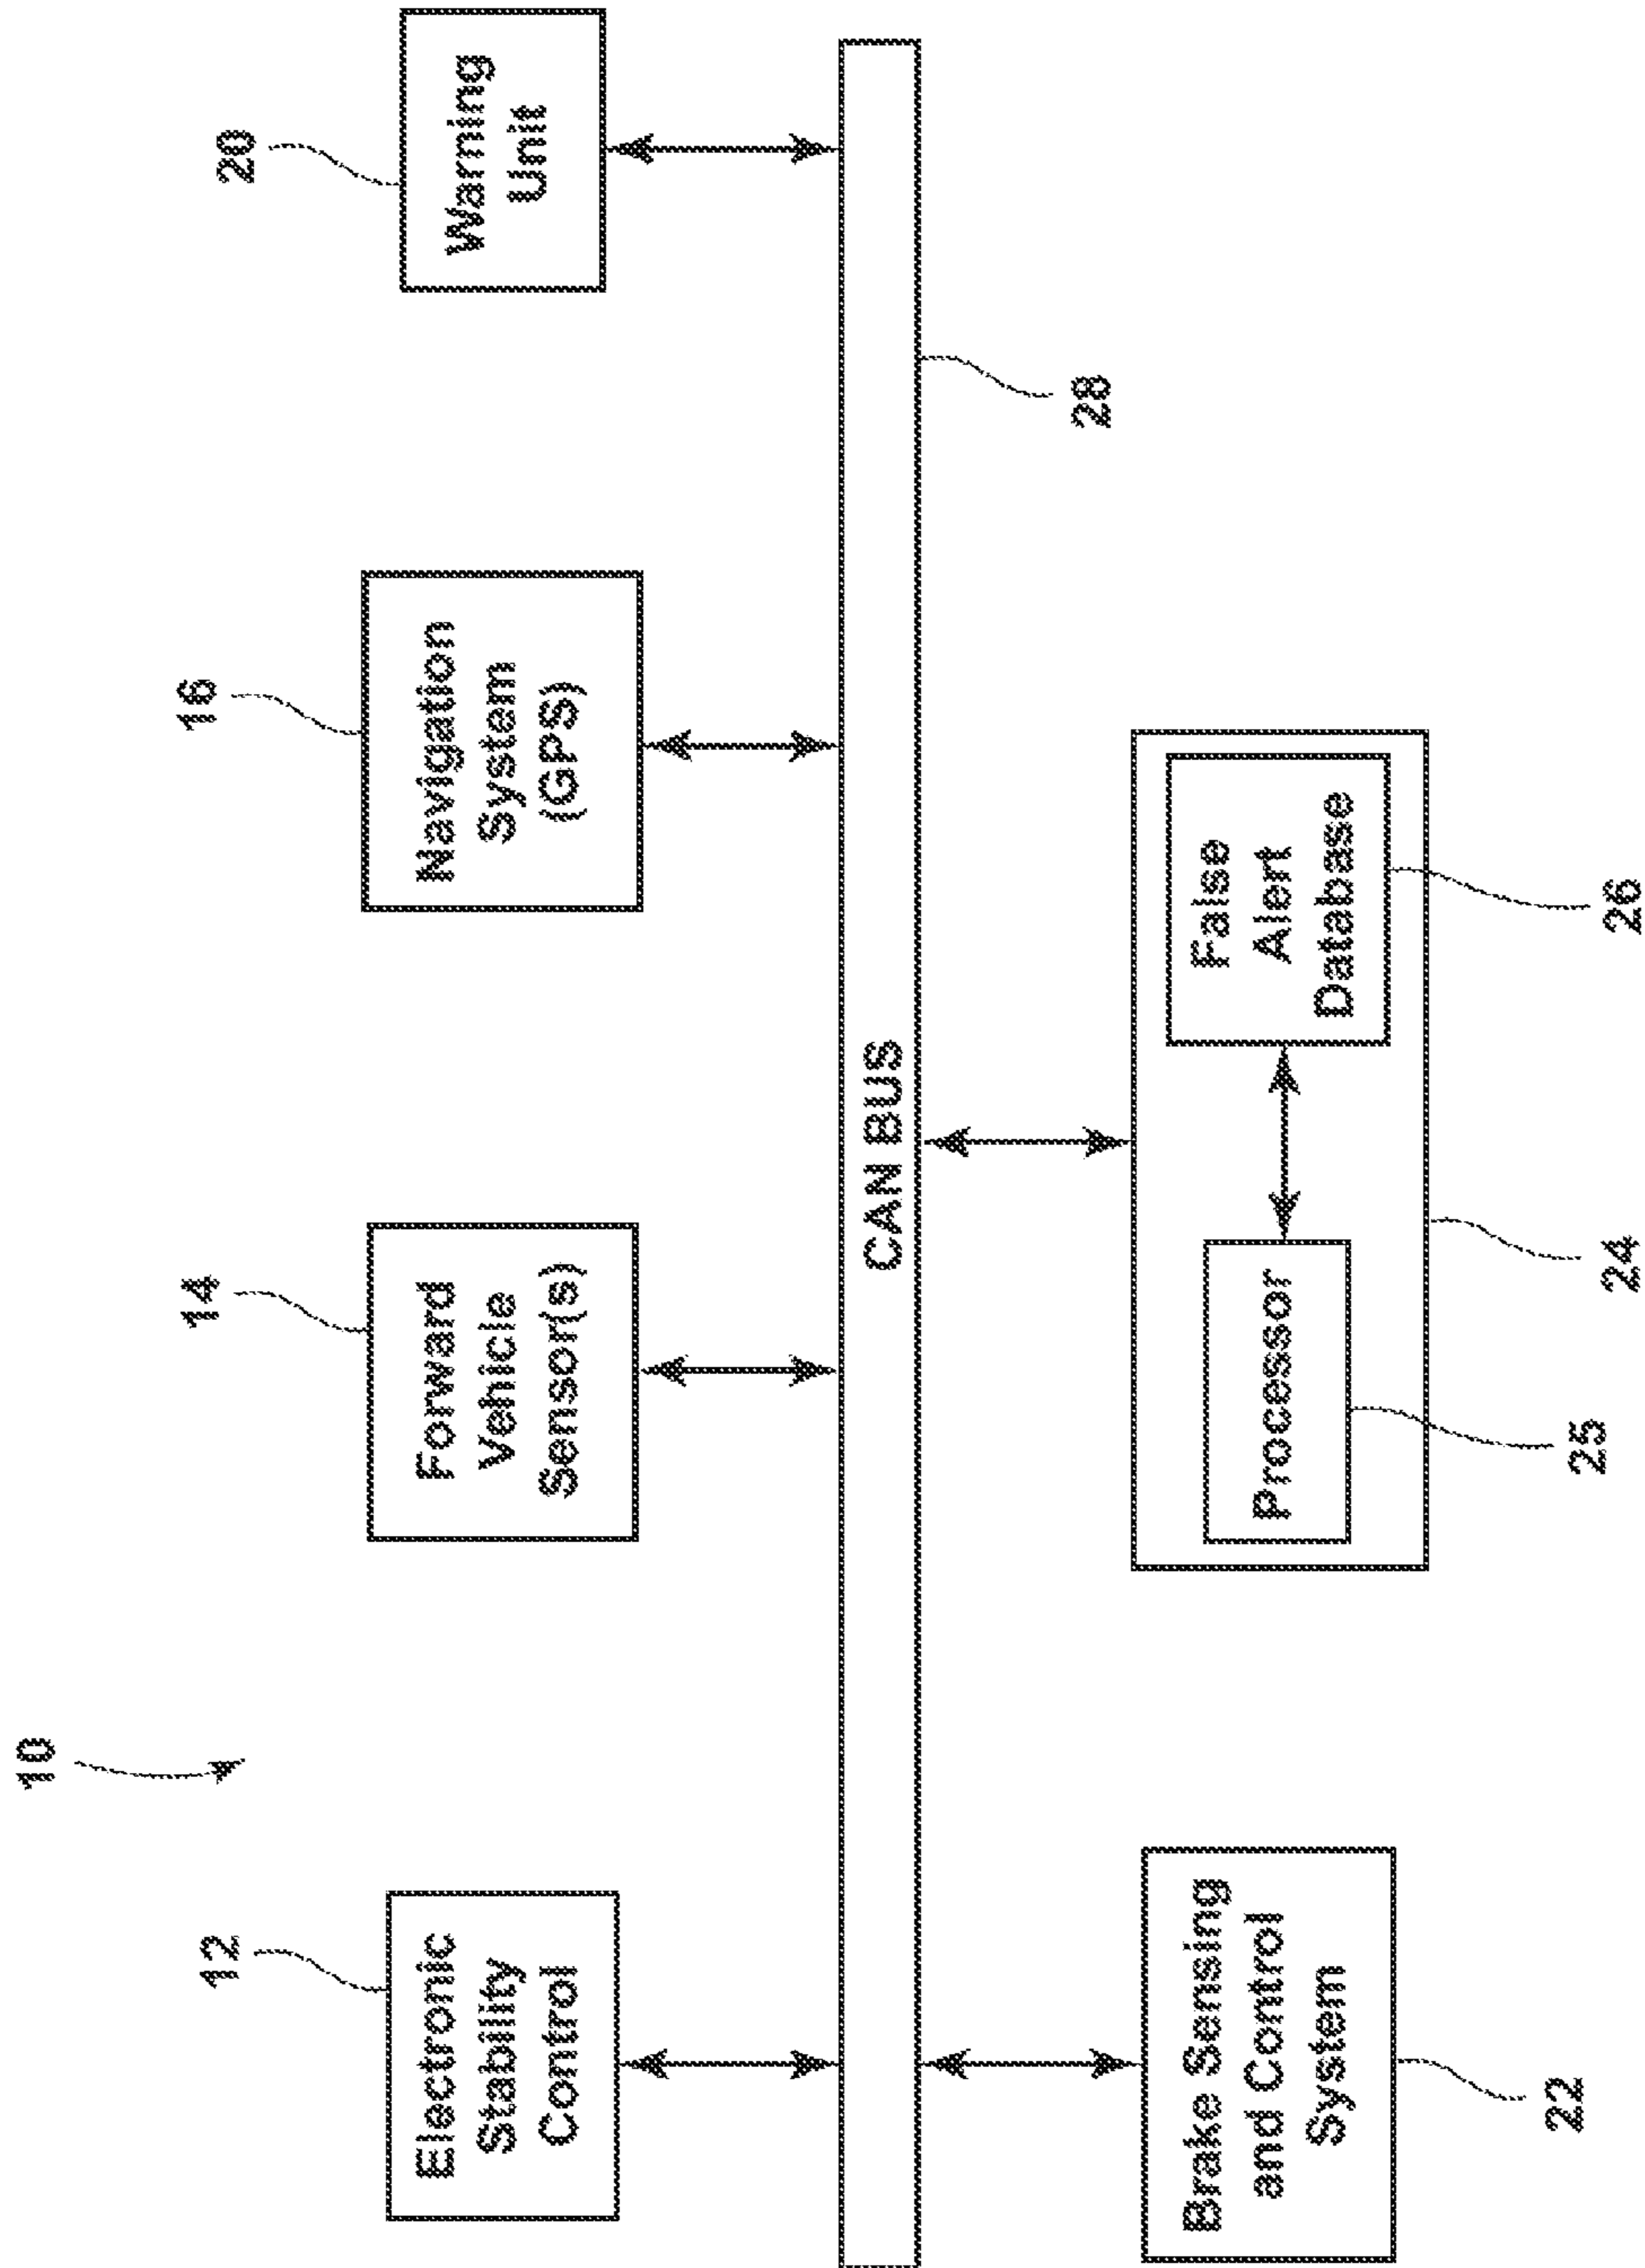 10
12
Electronic
Stability
Control
14
Forward
Vehicle
Sensor(s)
16
Navigation
System
(GPS)
20
Warning
Unit
CAN BUS
28
Brake Sensing
and Control
System
22
Processor
25
False
Alert
Database
26
24